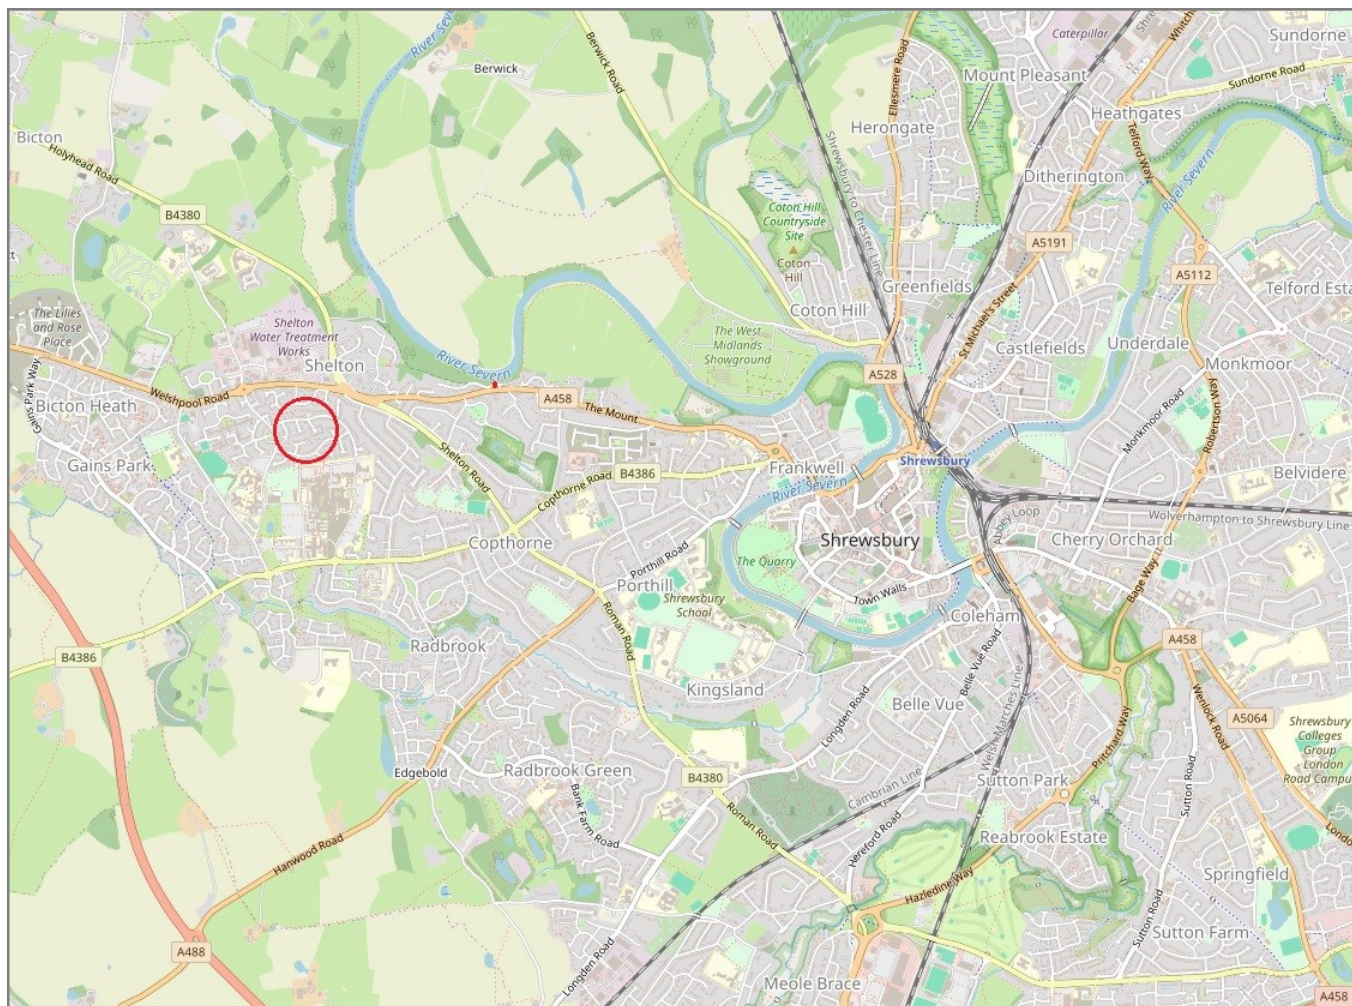 River Severn
Berwick
Berwick Road
Ellesmere Road
Caterpillar
Whitch
Sundorne
Mount Pleasant
Sundorne Road
Heathgates
Telford Way
Bicton
Holyhead Road
Herongate
Shrewsbury to Chester Line
Ditherington
River Severn
B4380
Coton Hill
Countryside
Site
Coton
Hill
A5191
A5112
Greenfields
Telford Esta
The Lilies
and Rose
Place
Shelton
Water Treatment
Works
Coton Hill
St Michael's Street
The West
Midlands
Showground
Castlefields
Underdale
Monkmoor
Shelton
River Severn
A528
Gains Park Way
Welshpool Road
Bicton Heath
A458
The Mount
Monkmoor Road
Robertson Way
Gains Park
Shelton Road
Frankwell
Shrewsbury
Belvidere
B4386
Copthorne Road
River Severn
Abbey Loop
Wolverhampton to Shrewsbury Line
Copthorne
Shrewsbury
Cherry Orchard
Porthill Road
The Quarry
Porthill
Shrewsbury
School
Town Walls
Bage Way
Coleham
Roman Road
B4386
Radbrook
A458
Kingsland
Belle Vue Road
Belle Vue
Longden Road
Welsh Marches Line
Wenlock Road
A5064
Pritchard Way
Shrewsbury
Colleges
Group
London
Road Campu
Edgebold
Radbrook Green
B4380
Cambrian Line
Sutton Park
Sutton Road
Bank Farm Road
Roman Road
Hereford Road
Reabrook Estate
London
Hanwood Road
Hazledine Way
Springfield
A488
Longden Road
Sutton Road
Sutton Farm
Meole Brace
A458